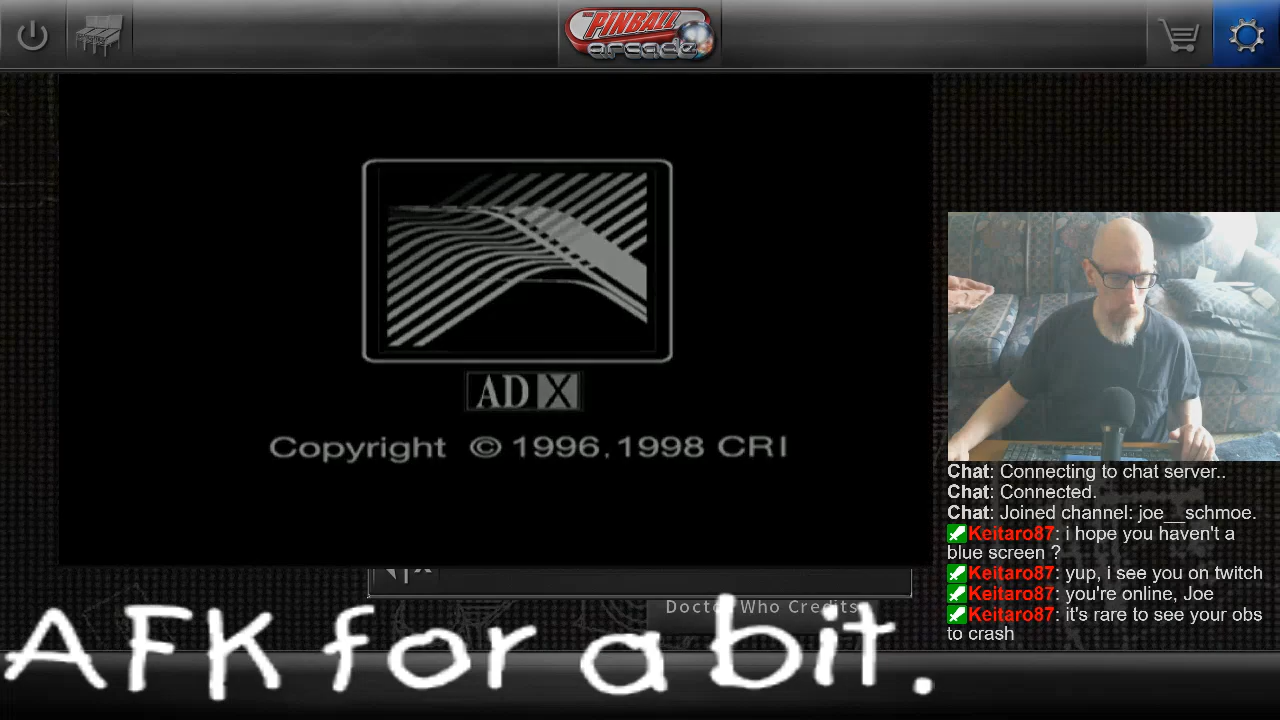 THE PINBALL
arcade
ADX
Copyright © 1996.1998 CRI
Chat: Connecting to chat server..
Chat: Connected.
Chat: Joined channel: joe__schmoe.
Keitaro87: i hope you haven't a
blue screen ?
Keitaro87: yup, i see you on twitch
Keitaro87: you're online, Joe
Keitaro87: it's rare to see your obs
to crash
Doctor Who Credits
AFK for a bit.